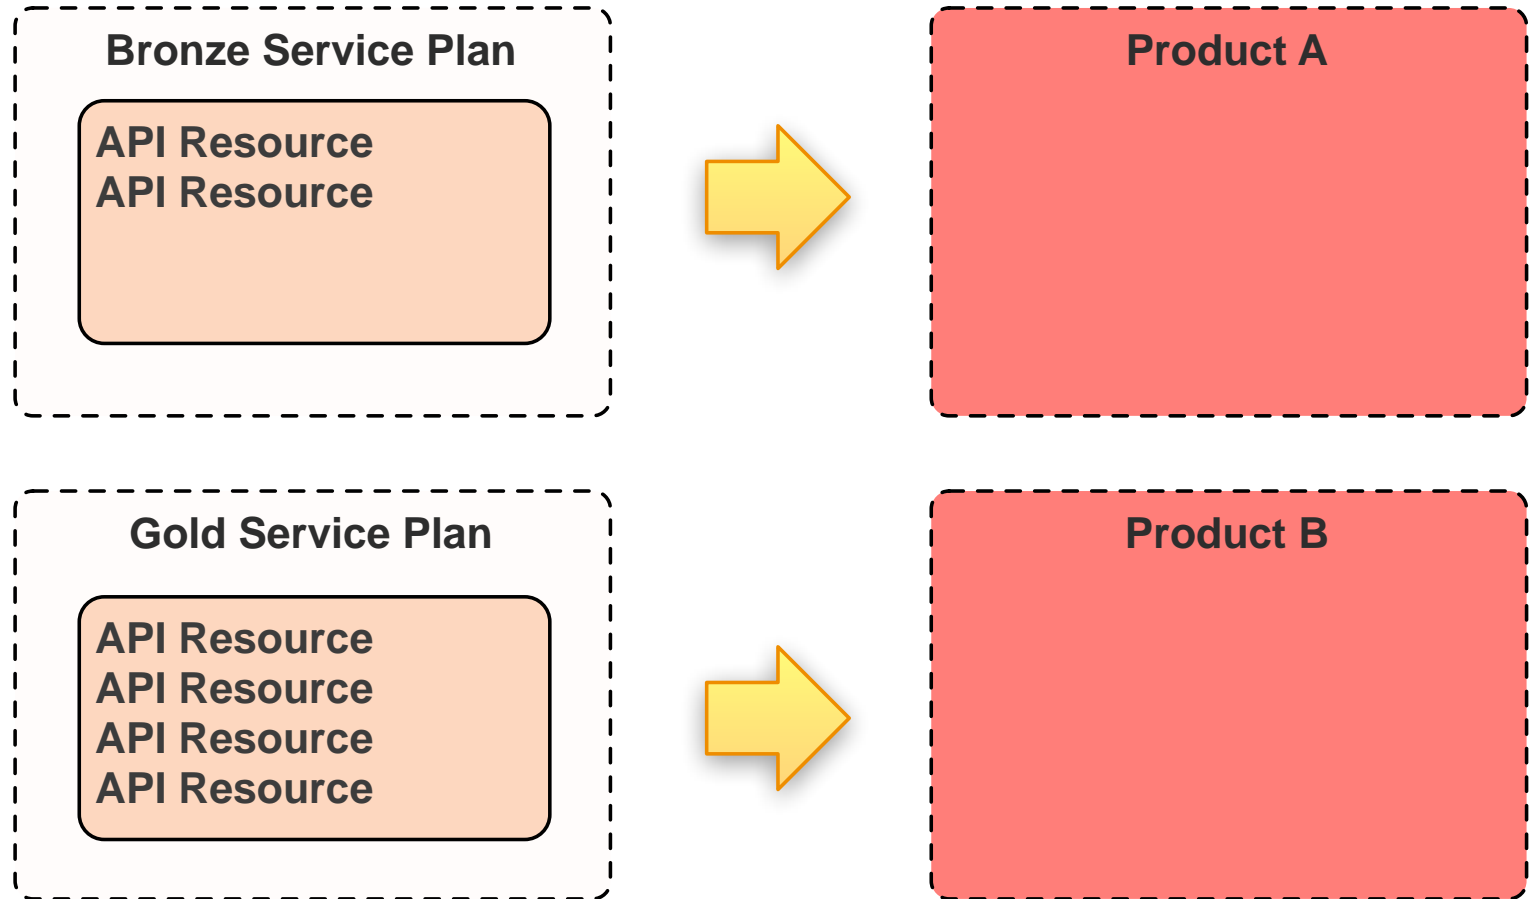 Bronze Service Plan
API Resource
API Resource
Product A
Gold Service Plan
API Resource
API Resource
API Resource
API Resource
Product B